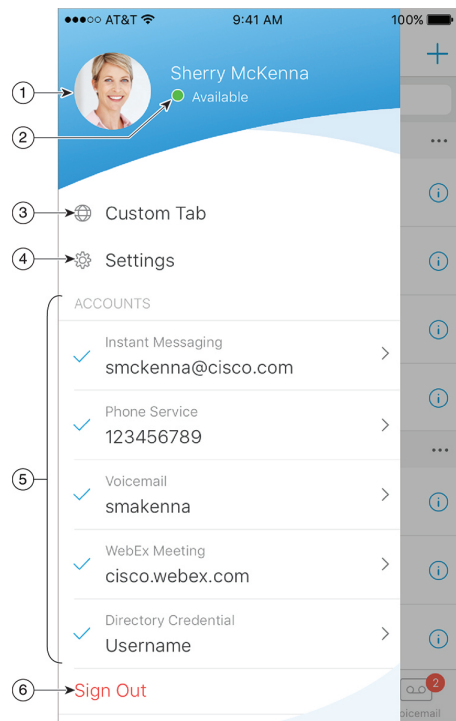 AT&T 9:41 AM 100%
1
Sherry McKenna
Available
2
3 Custom Tab
4 Settings
ACCOUNTS
Instant Messaging
smckenna@cisco.com
Phone Service
123456789
5
Voicemail
smakenna
WebEx Meeting
cisco.webex.com
Directory Credential
Username
6 Sign Out
2
oicemail